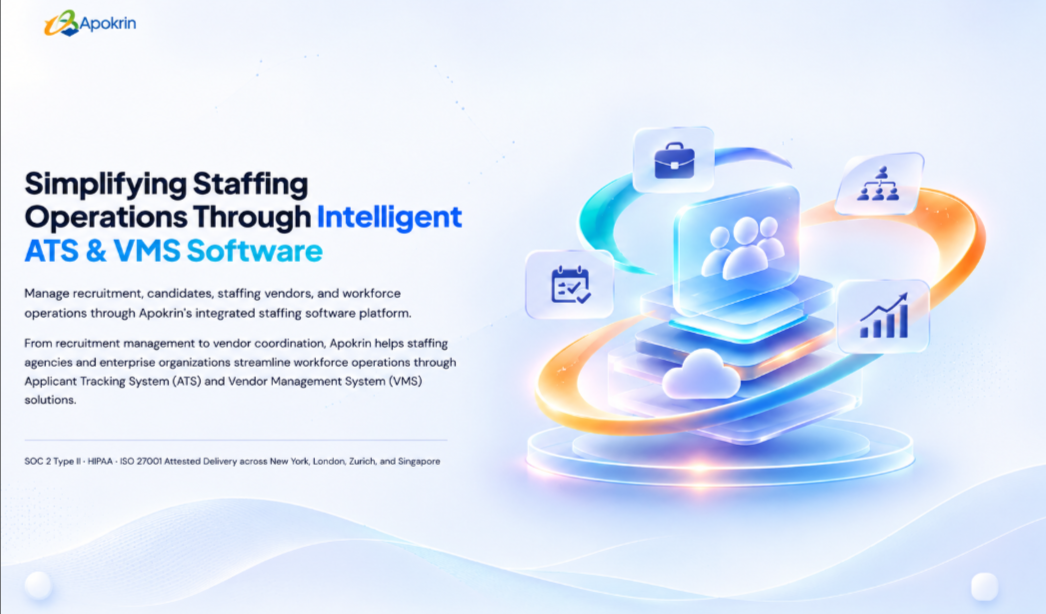 Apokrin
Simplifying Staffing
Operations Through Intelligent
ATS & VMS Software
Manage recruitment, candidates, staffing vendors, and workforce
operations through Apokrin's integrated staffing software platform.
From recruitment management to vendor coordination, Apokrin helps staffing
agencies and enterprise organizations streamline workforce operations through
Applicant Tracking System (ATS) and Vendor Management System (VMS)
solutions.
SOC 2 Type II - HIPAA - ISO 27001 Attested Delivery across New York, London, Zurich, and Singapore